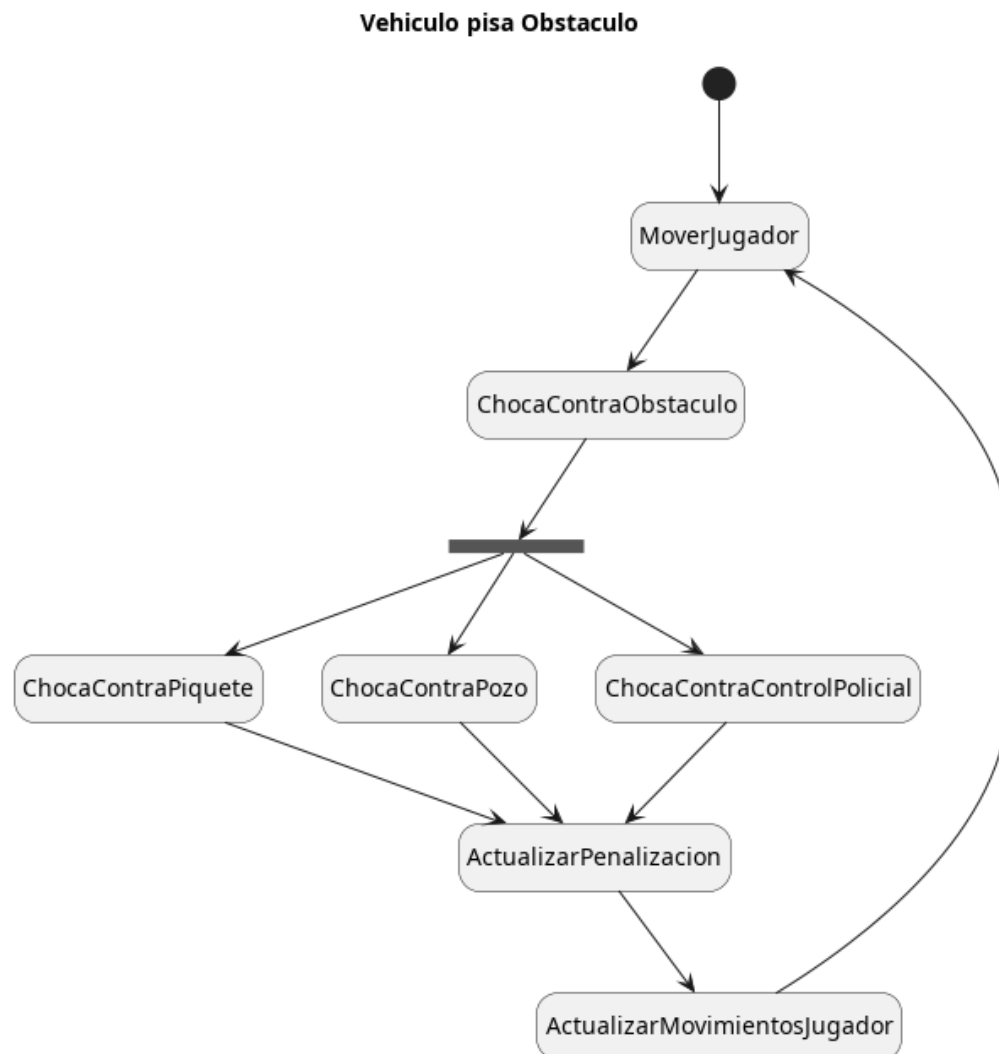 Vehiculo pisa Obstaculo
MoverJugador
ChocaContraObstaculo
ChocaContraPiquete
ChocaContraPozo
ChocaContraControlPolicial
ActualizarPenalizacion
ActualizarMovimientosJugador